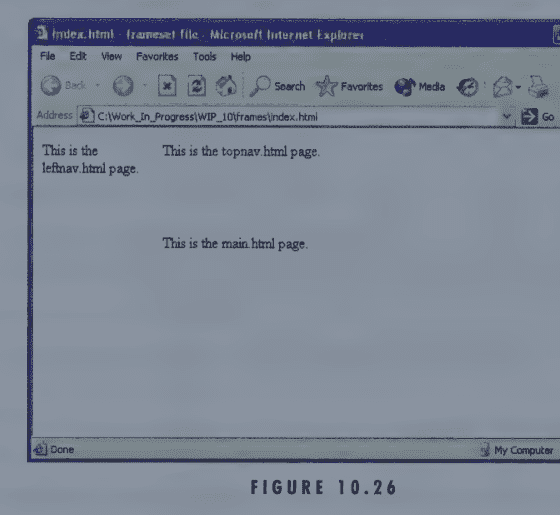 index.html - frameset file - Microsoft Internet Explorer
File Edit View Favorites Tools Help
Back Search Favorites Media
Address C:\Work_In_Progress\WIP_10\frames\index.html Go
This is the
leftnav.html page.
This is the topnav.html page.
This is the main.html page.
Done My Computer
FIGURE 10.26